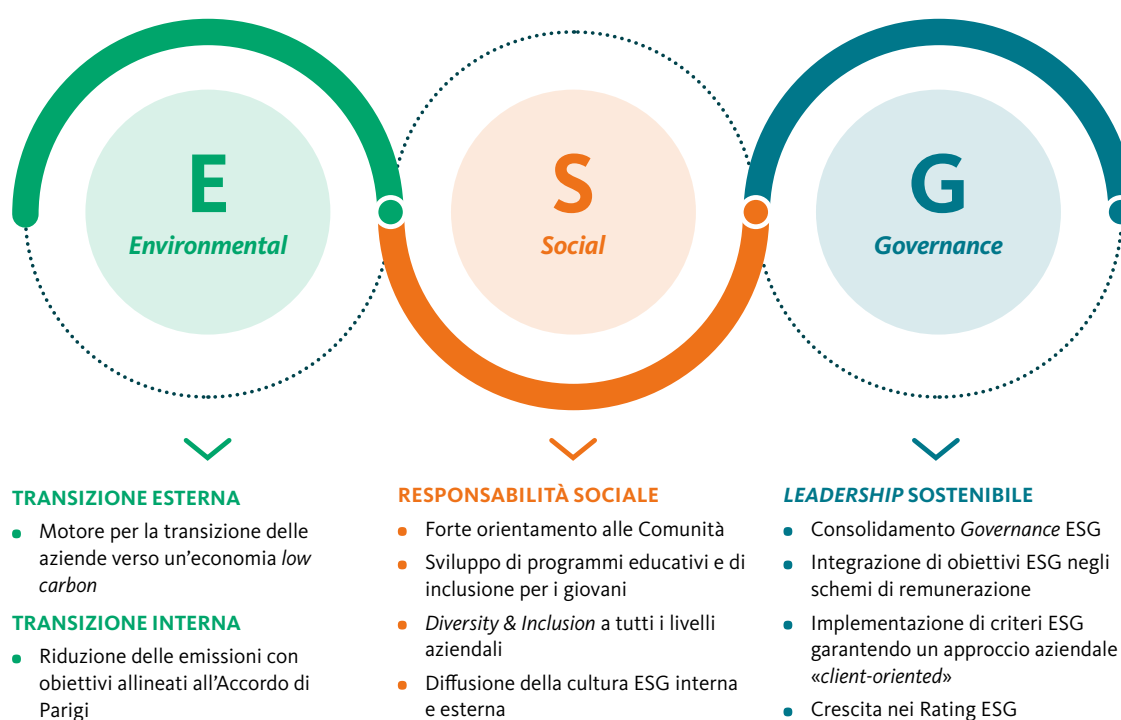 E
Environmental
S
Social
G
Governance
TRANSIZIONE ESTERNA
• Motore per la transizione delle
aziende verso un'economia low
carbon
TRANSIZIONE INTERNA
• Riduzione delle emissioni con
obiettivi allineati all'Accordo di
Parigi
RESPONSABILITÀ SOCIALE
• Forte orientamento alle Comunità
• Sviluppo di programmi educativi e di
inclusione per i giovani
• Diversity & Inclusion a tutti i livelli
aziendali
• Diffusione della cultura ESG interna
e esterna
LEADERSHIP SOSTENIBILE
• Consolidamento Governance ESG
• Integrazione di obiettivi ESG negli
schemi di remunerazione
• Implementazione di criteri ESG
garantendo un approccio aziendale
«client-oriented»
• Crescita nei Rating ESG